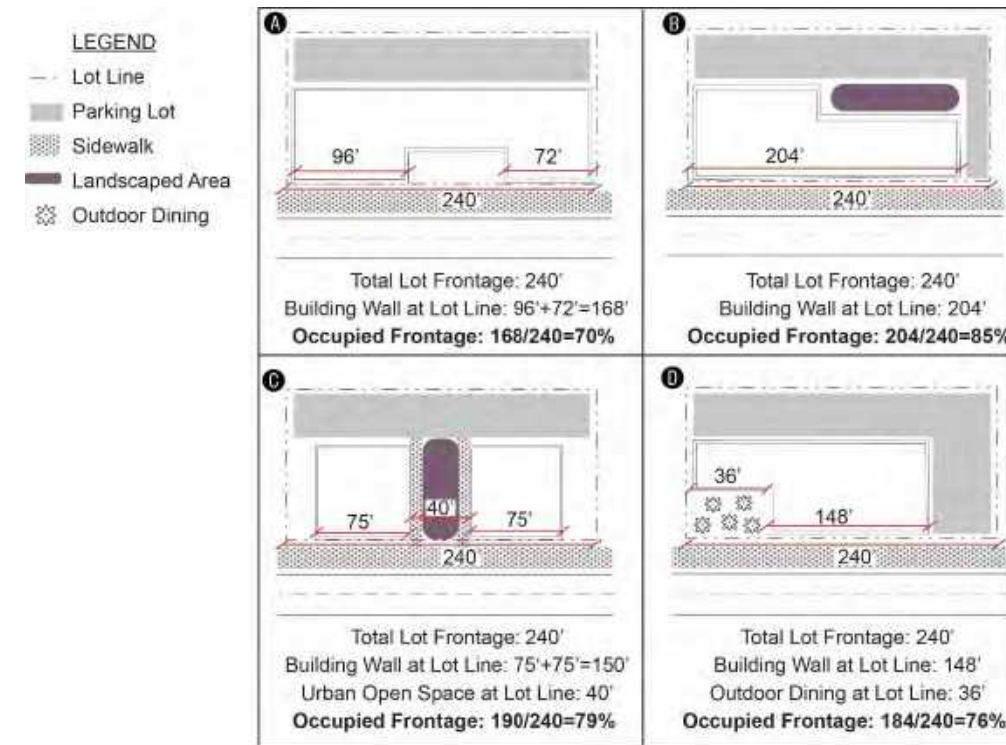 LEGEND
Lot Line
Parking Lot
Sidewalk
Landscaped Area
Outdoor Dining
A
96'
72'
240'
Total Lot Frontage: 240'
Building Wall at Lot Line: 96'+72'=168'
Occupied Frontage: 168/240=70%
B
204'
240'
Total Lot Frontage: 240'
Building Wall at Lot Line: 204'
Occupied Frontage: 204/240=85%
C
40'
75'
75'
240
Total Lot Frontage: 240'
Building Wall at Lot Line: 75'+75'=150'
Urban Open Space at Lot Line: 40'
Occupied Frontage: 190/240=79%
D
36'
148'
240
Total Lot Frontage: 240'
Building Wall at Lot Line: 148'
Outdoor Dining at Lot Line: 36'
Occupied Frontage: 184/240=76%